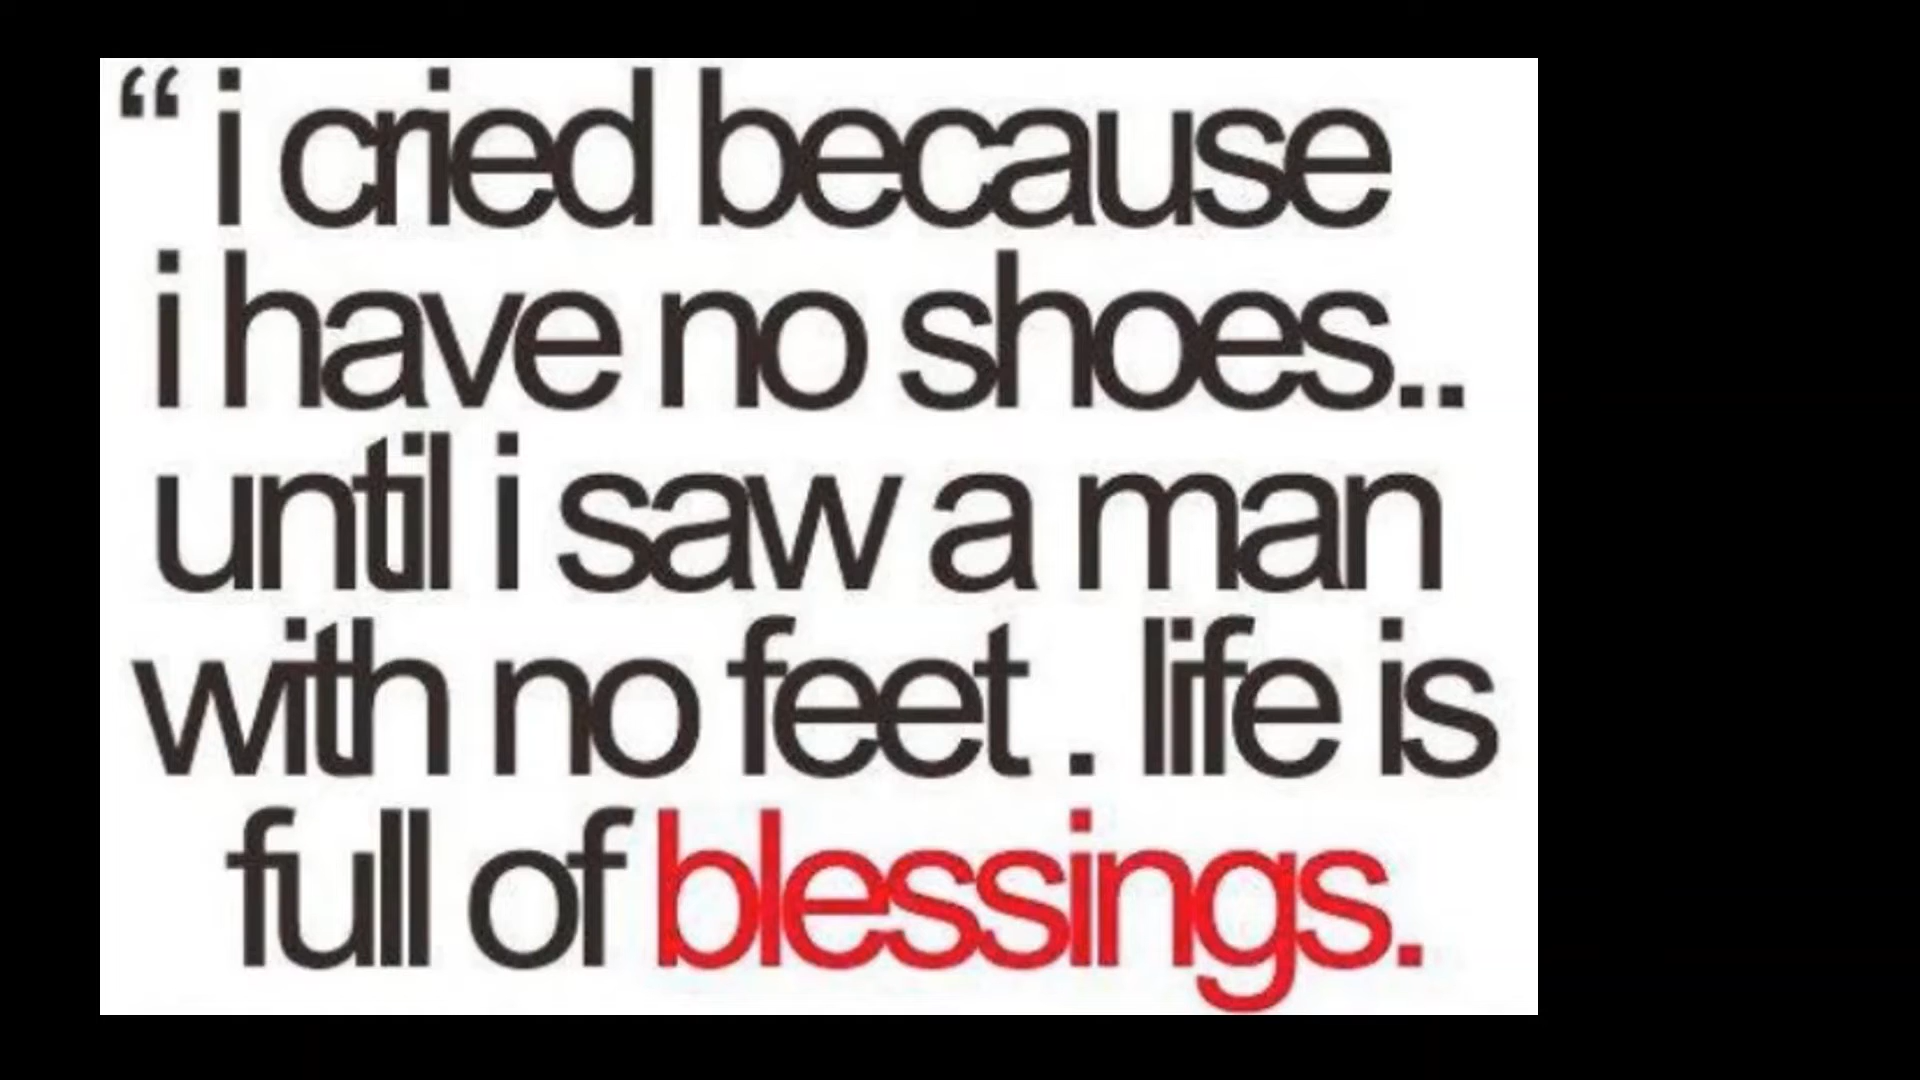 “ i cried because
i have no shoes..
until i saw a man
with no feet . life is
full of blessings.